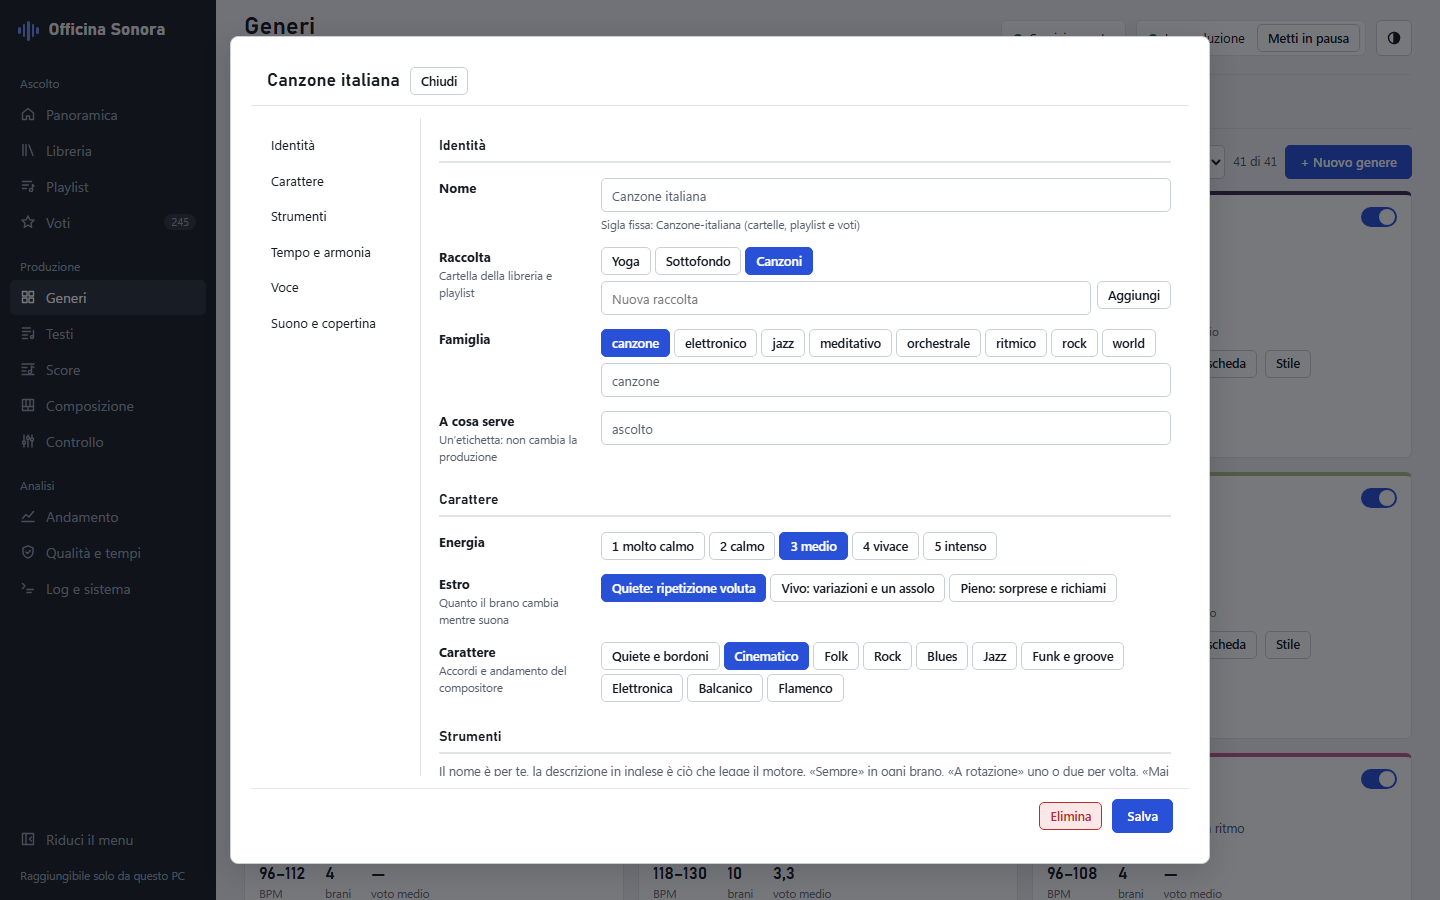 Officina Sonora
Ascolto
Panoramica
Libreria
Playlist
Voti 245
Produzione
Generi
Testi
Score
Composizione
Controllo
Analisi
Andamento
Qualità e tempi
Log e sistema
Riduci il menu
Raggiungibile solo da questo PC
Generi
Metti in pausa
41 di 41
+ Nuovo genere
Canzone italiana
Chiudi
Identità
Carattere
Strumenti
Tempo e armonia
Voce
Suono e copertina
Identità
Nome
Canzone italiana
Sigla fissa: Canzone-italiana (cartelle, playlist e voti)
Raccolta
Cartella della libreria e
playlist
Yoga Sottofondo Canzoni
Nuova raccolta
Aggiungi
Famiglia
canzone elettronico jazz meditativo orchestrale ritmico rock world
canzone
A cosa serve
Un'etichetta: non cambia la
produzione
ascolto
Carattere
Energia
1 molto calmo 2 calmo 3 medio 4 vivace 5 intenso
Estro
Quanto il brano cambia
mentre suona
Quiete: ripetizione voluta Vivo: variazioni e un assolo Pieno: sorprese e richiami
Carattere
Accordi e andamento del
compositore
Quiete e bordoni Cinematico Folk Rock Blues Jazz Funk e groove
Elettronica Balcanico Flamenco
Strumenti
Il nome è per te, la descrizione in inglese è ciò che legge il motore. «Sempre» in ogni brano. «A rotazione» uno o due per volta. «Mai
Elimina
Salva
scheda
Stile
scheda
Stile
ritmo
96–112 4 —
BPM brani voto medio
118–130 10 3,3
BPM brani voto medio
96–108 4 —
BPM brani voto medio